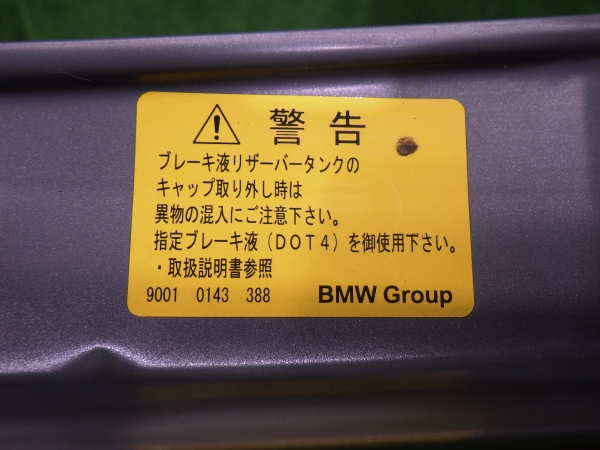 警告
ブレーキ液リザーバータンクの
キャップ取り外し時は
異物の混入にご注意下さい。
指定ブレーキ液(DOT4)を御使用下さい。
・取扱説明書参照
9001 0143 388 BMW Group